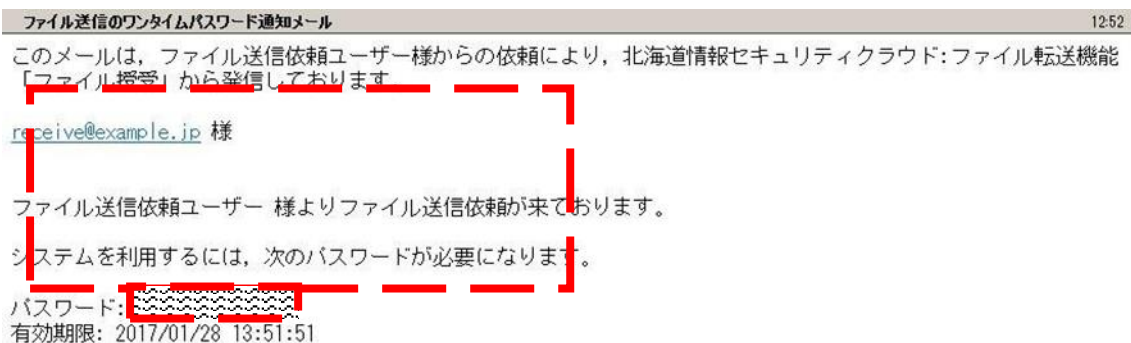 ファイル送信のワンタイムパスワード通知メール 12:52
このメールは，ファイル送信依頼ユーザー様からの依頼により，北海道情報セキュリティクラウド:ファイル転送機能
「ファイル授受」から発信しております。
receive@example.jp 様
ファイル送信依頼ユーザー 様よりファイル送信依頼が来ております。
システムを利用するには，次のパスワードが必要になります。
パスワード:
有効期限: 2017/01/28 13:51:51